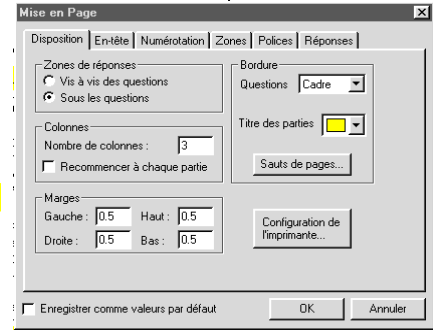 Mise en Page
Disposition En-tête Numérotation Zones Polices Réponses
Zones de réponses
Vis à vis des questions
Sous les questions
Colonnes
Nombre de colonnes : 3
Recommencer à chaque partie
Marges
Gauche : 0.5 Haut : 0.5
Droite : 0.5 Bas : 0.5
Bordure
Questions Cadre
Titre des parties
Sauts de pages...
Configuration de
l'imprimante...
Enregistrer comme valeurs par défaut
OK Annuler